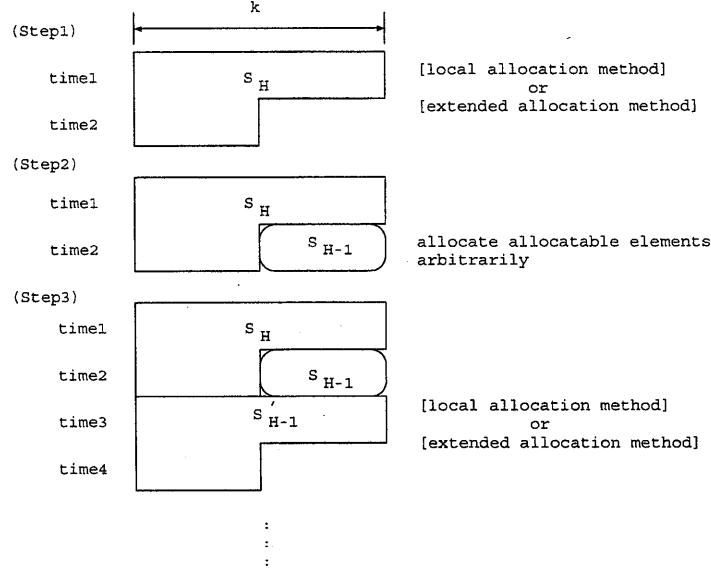 k
(Step1)
time1 S H [local allocation method]
or
[extended allocation method]
time2
(Step2)
time1 S H
time2 S H-1 allocate allocatable elements
arbitrarily
(Step3)
time1 S H
time2 S H-1
time3 S' H-1 [local allocation method]
or
[extended allocation method]
time4
:
:
: